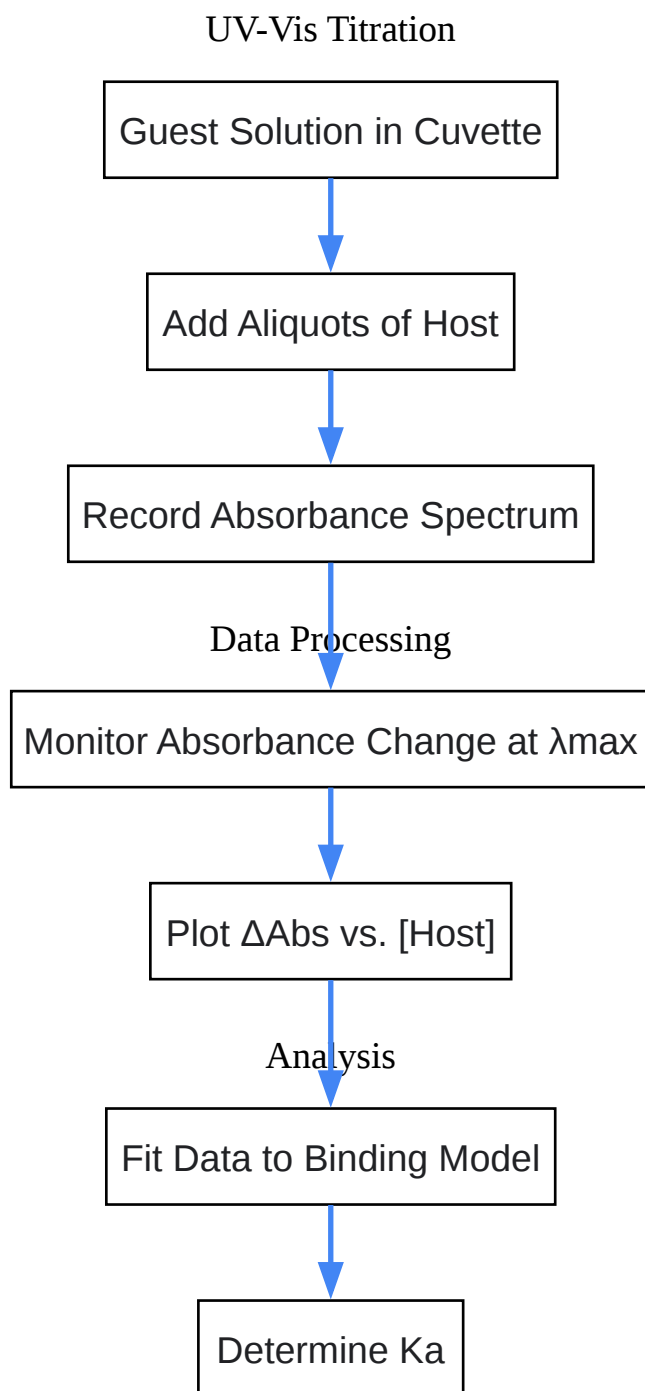 UV-Vis Titration
Guest Solution in Cuvette
Add Aliquots of Host
Record Absorbance Spectrum
Data Processing
Monitor Absorbance Change at λmax
Plot ΔAbs vs. [Host]
Analysis
Fit Data to Binding Model
Determine Ka